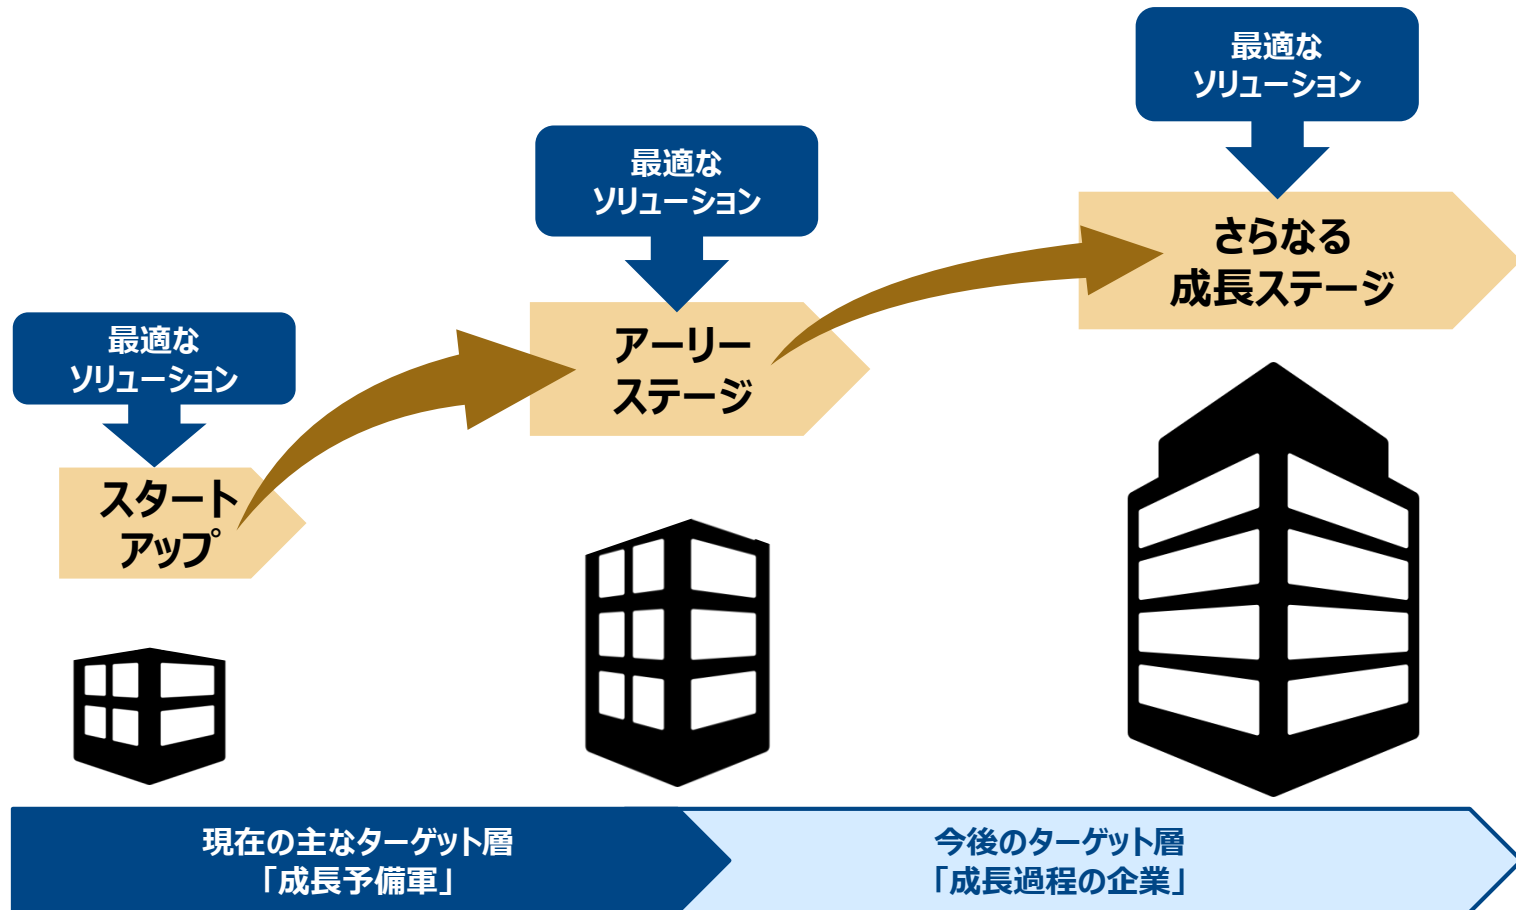 最適な
ソリューション
スタート
アップ
最適な
ソリューション
アーリー
ステージ
最適な
ソリューション
さらなる
成長ステージ
現在の主なターゲット層
「成長予備軍」
今後のターゲット層
「成長過程の企業」